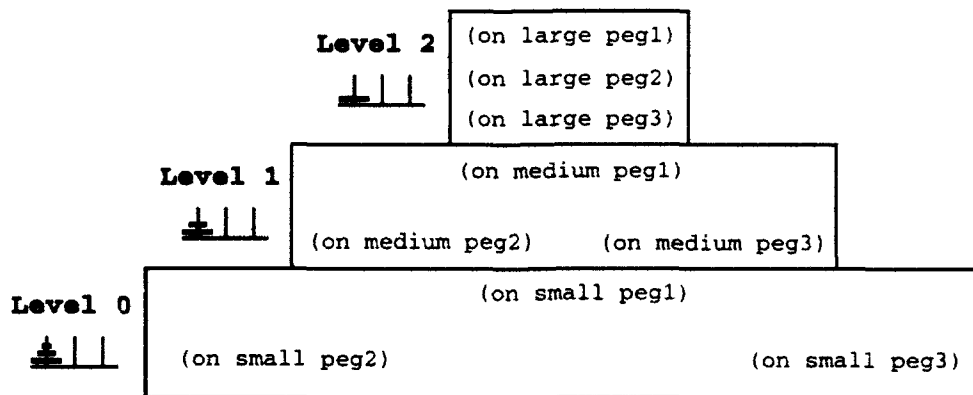 Level 2
(on large peg1)
(on large peg2)
(on large peg3)
Level 1
(on medium peg1)
(on medium peg2) (on medium peg3)
Level 0
(on small peg1)
(on small peg2) (on small peg3)